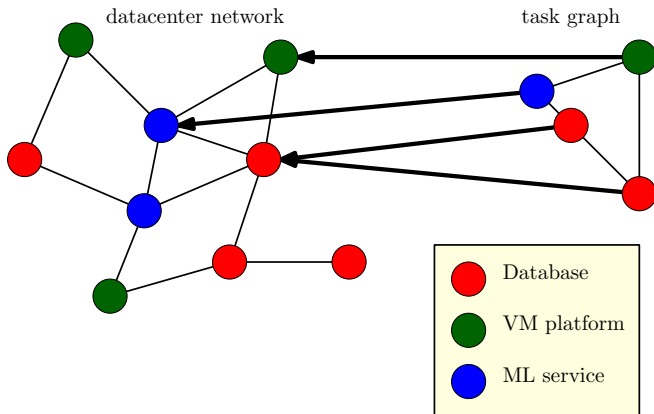 datacenter network
task graph
Database
VM platform
ML service